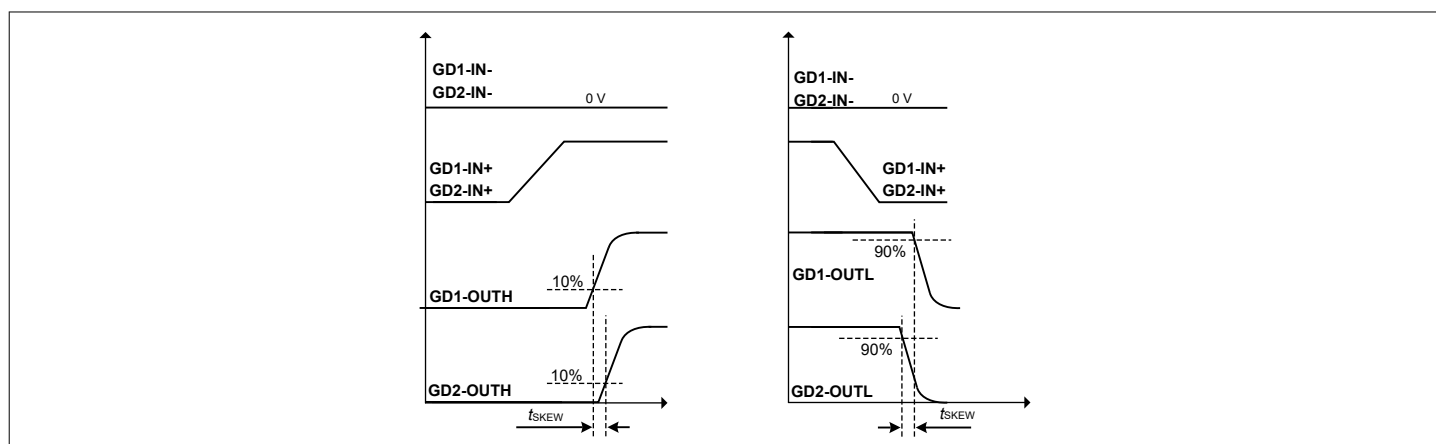 GD1-IN-
GD2-IN-
0 V
GD1-IN+
GD2-IN+
10%
GD1-OUTH
10%
GD2-OUTH
tSKEW
GD1-IN-
GD2-IN-
0 V
GD1-IN+
GD2-IN+
90%
GD1-OUTL
90%
GD2-OUTL
tSKEW